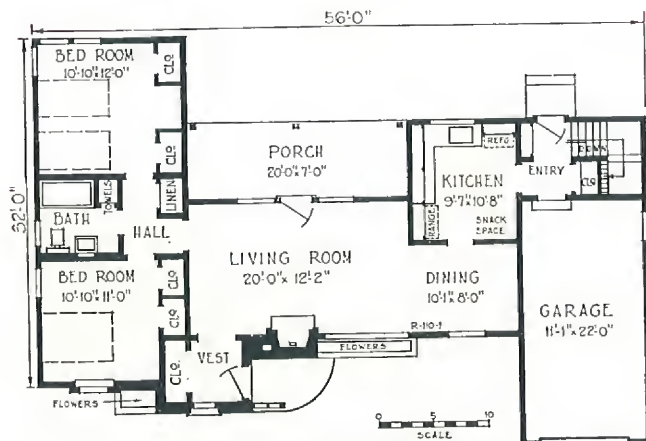 56'-0"
BED ROOM
10'-10"x12'-0"
CLO
CLO
32'-0"
PORCH
20'-0"x7'-0"
REFG
DOWN
ENTRY
CLO
KITCHEN
9'-7"x10'-8"
RANGE
SNACK
SPACE
TOWELS
LINEN
BATH
HALL
LIVING ROOM
20'-0"x12'-2"
DINING
10'-1"x8'-0"
BED ROOM
10'-10"x11'-0"
CLO
CLO
GARAGE
11'-1"x22'-0"
R-110-1
FLOWERS
VEST
CLO
FLOWERS
0 5 10
SCALE